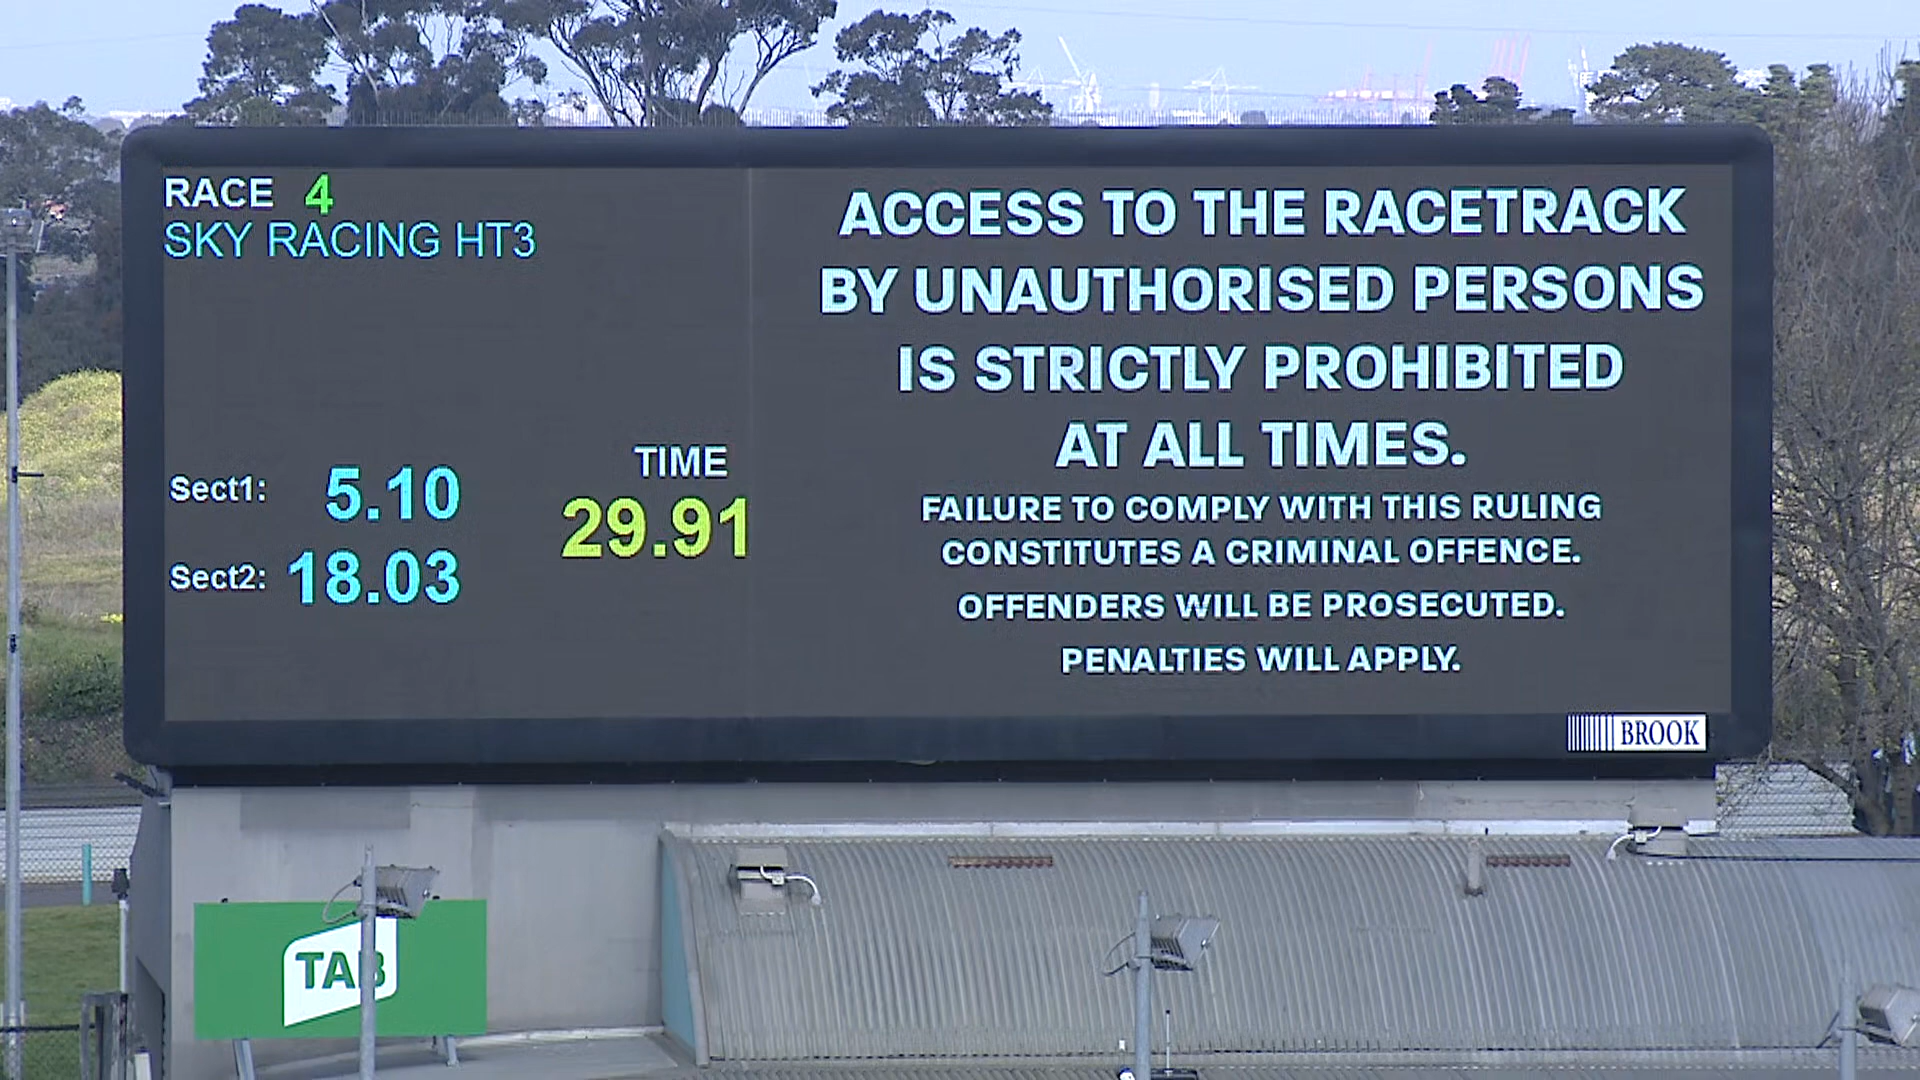 RACE 4
SKY RACING HT3
Sect1: 5.10
Sect2: 18.03
TIME
29.91
ACCESS TO THE RACETRACK
BY UNAUTHORISED PERSONS
IS STRICTLY PROHIBITED
AT ALL TIMES.
FAILURE TO COMPLY WITH THIS RULING
CONSTITUTES A CRIMINAL OFFENCE.
OFFENDERS WILL BE PROSECUTED.
PENALTIES WILL APPLY.
BROOK
TAB